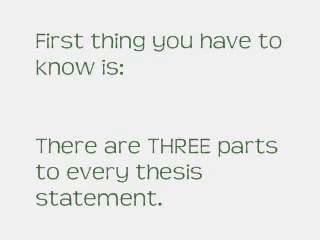 First thing you have to
know is:
There are THREE parts
to every thesis
statement.